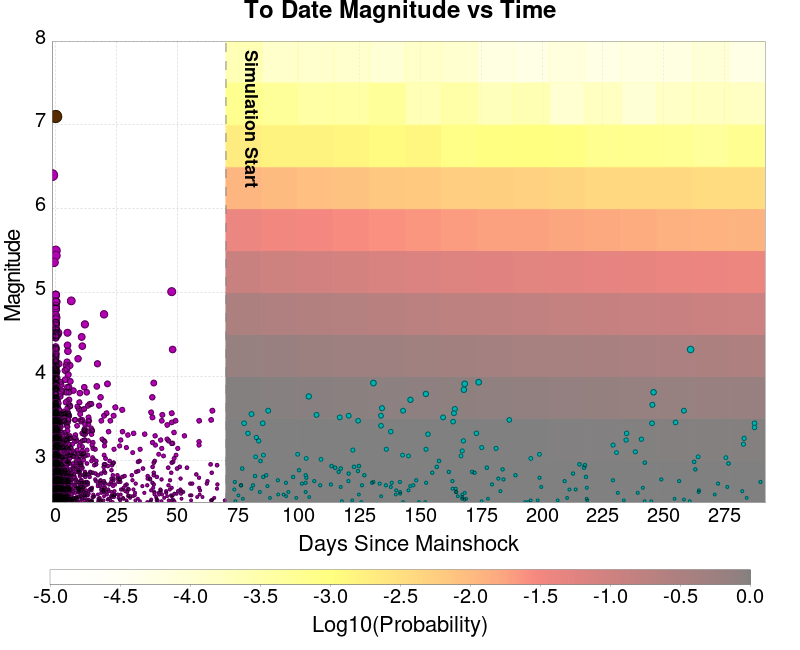 To Date Magnitude vs Time
8
7
6
5
4
3
Magnitude
Simulation Start
0 25 50 75 100 125 150 175 200 225 250 275
Days Since Mainshock
-5.0 -4.5 -4.0 -3.5 -3.0 -2.5 -2.0 -1.5 -1.0 -0.5 0.0
Log10(Probability)